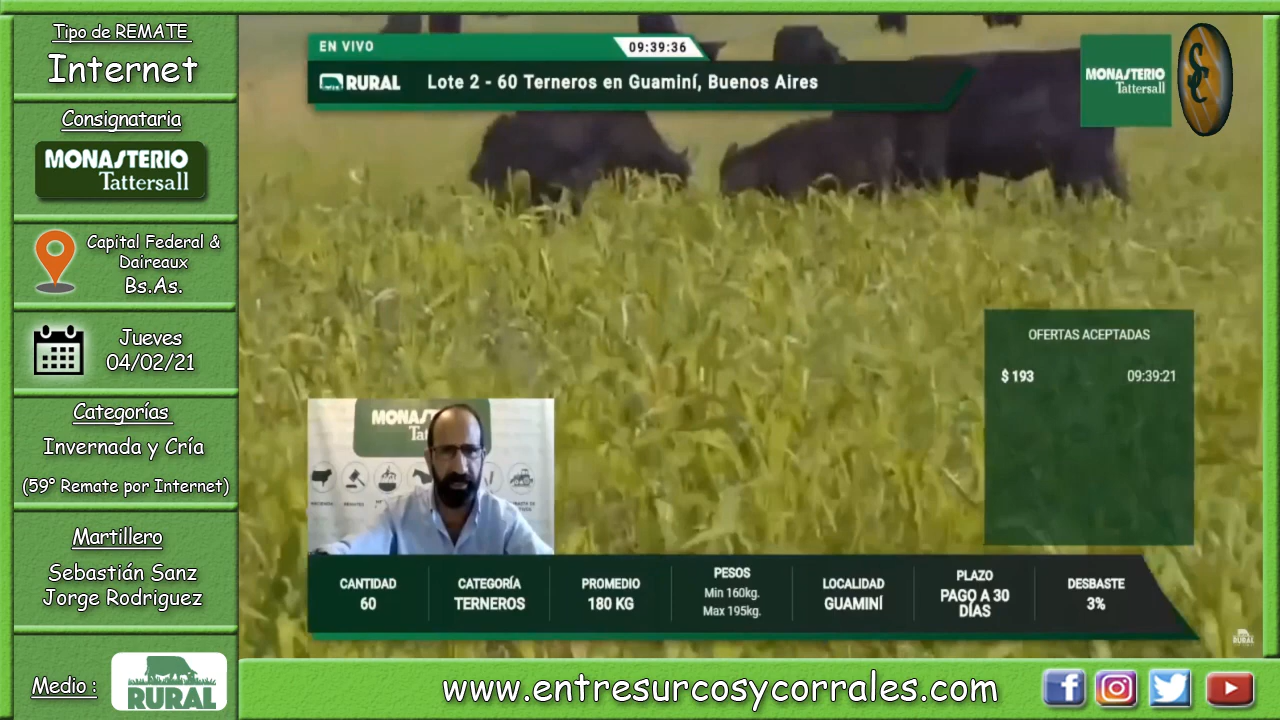 Tipo de REMATE
Internet
Consignataria
MONASTERIO
Tattersall
Capital Federal &
Daireaux
Bs.As.
Jueves
04/02/21
Categorías
Invernada y Cría
(59° Remate por Internet)
Martillero
Sebastián Sanz
Jorge Rodriguez
Medio :
RURAL
EN VIVO
09:39:36
RURAL
Lote 2 - 60 Terneros en Guaminí, Buenos Aires
MONASTERIO
Tattersall
OFERTAS ACEPTADAS
$ 193 09:39:21
CANTIDAD
60
CATEGORÍA
TERNEROS
PROMEDIO
180 KG
PESOS
Min 160kg.
Max 195kg.
LOCALIDAD
GUAMINÍ
PLAZO
PAGO A 30
DÍAS
DESBASTE
3%
RURAL
www.entresurcosycorrales.com